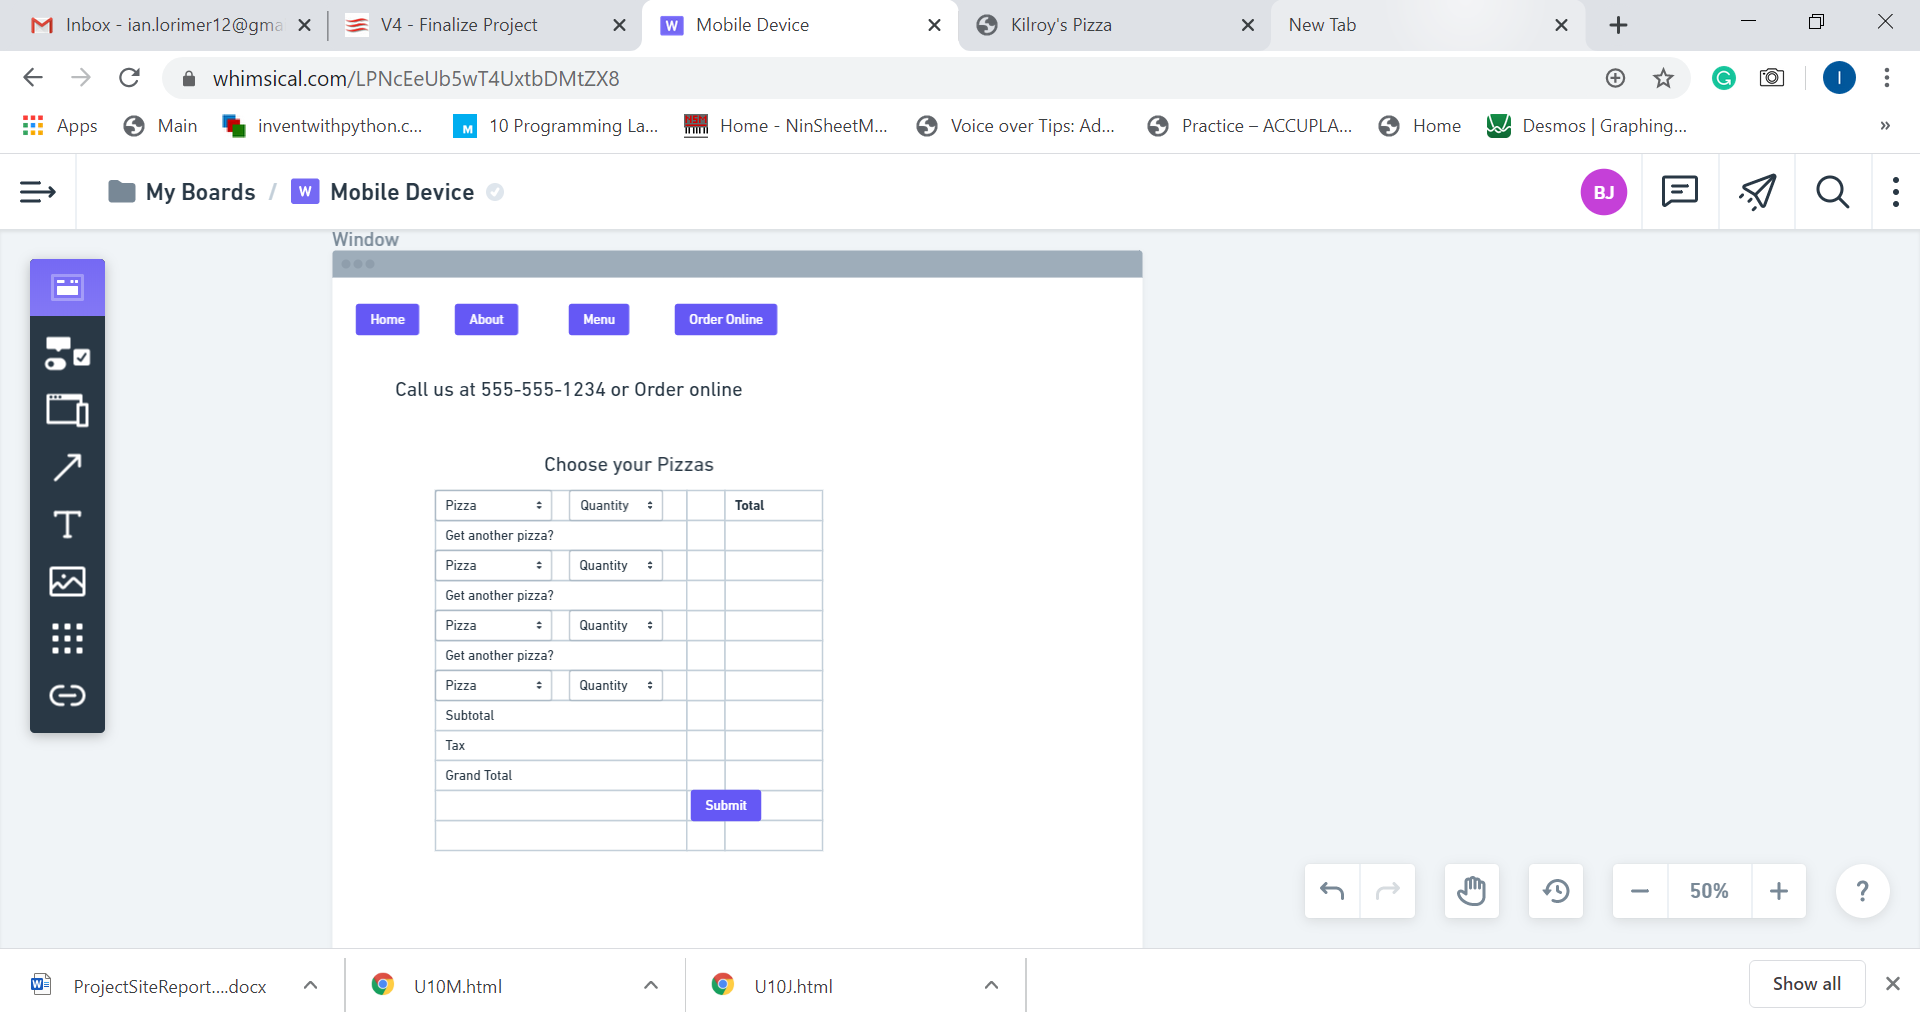 Inbox - ian.lorimer12@gma
V4 - Finalize Project
W Mobile Device
Kilroy's Pizza
New Tab
whimsical.com/LPNcEeUb5wT4UxtbDMtZX8
G
I
Apps
Main
inventwithpython.c...
M 10 Programming La...
NSM Home - NinSheetM...
Voice over Tips: Ad...
Practice – ACCUPLA...
Home
Desmos | Graphing...
»
My Boards / W Mobile Device
BJ
Window
Home About Menu Order Online
Call us at 555-555-1234 or Order online
Choose your Pizzas
Pizza Quantity Total
Get another pizza?
Pizza Quantity
Get another pizza?
Pizza Quantity
Get another pizza?
Pizza Quantity
Subtotal
Tax
Grand Total
Submit
T
50%
?
ProjectSiteReport....docx
U10M.html
U10J.html
Show all